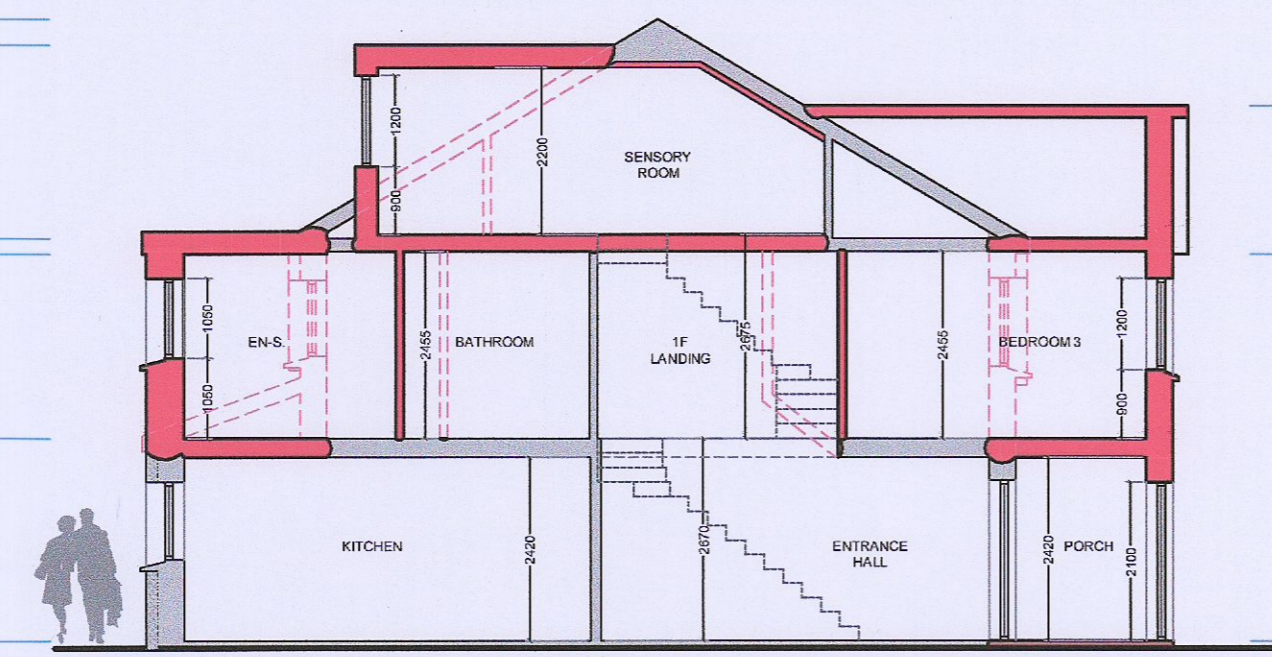 1200
2200
SENSORY
ROOM
900
1050
EN-S.
2455
BATHROOM
1F
LANDING
2675
2455
BEDROOM 3
1200
1050
900
KITCHEN
2420
2670
ENTRANCE
HALL
2420
PORCH
2100